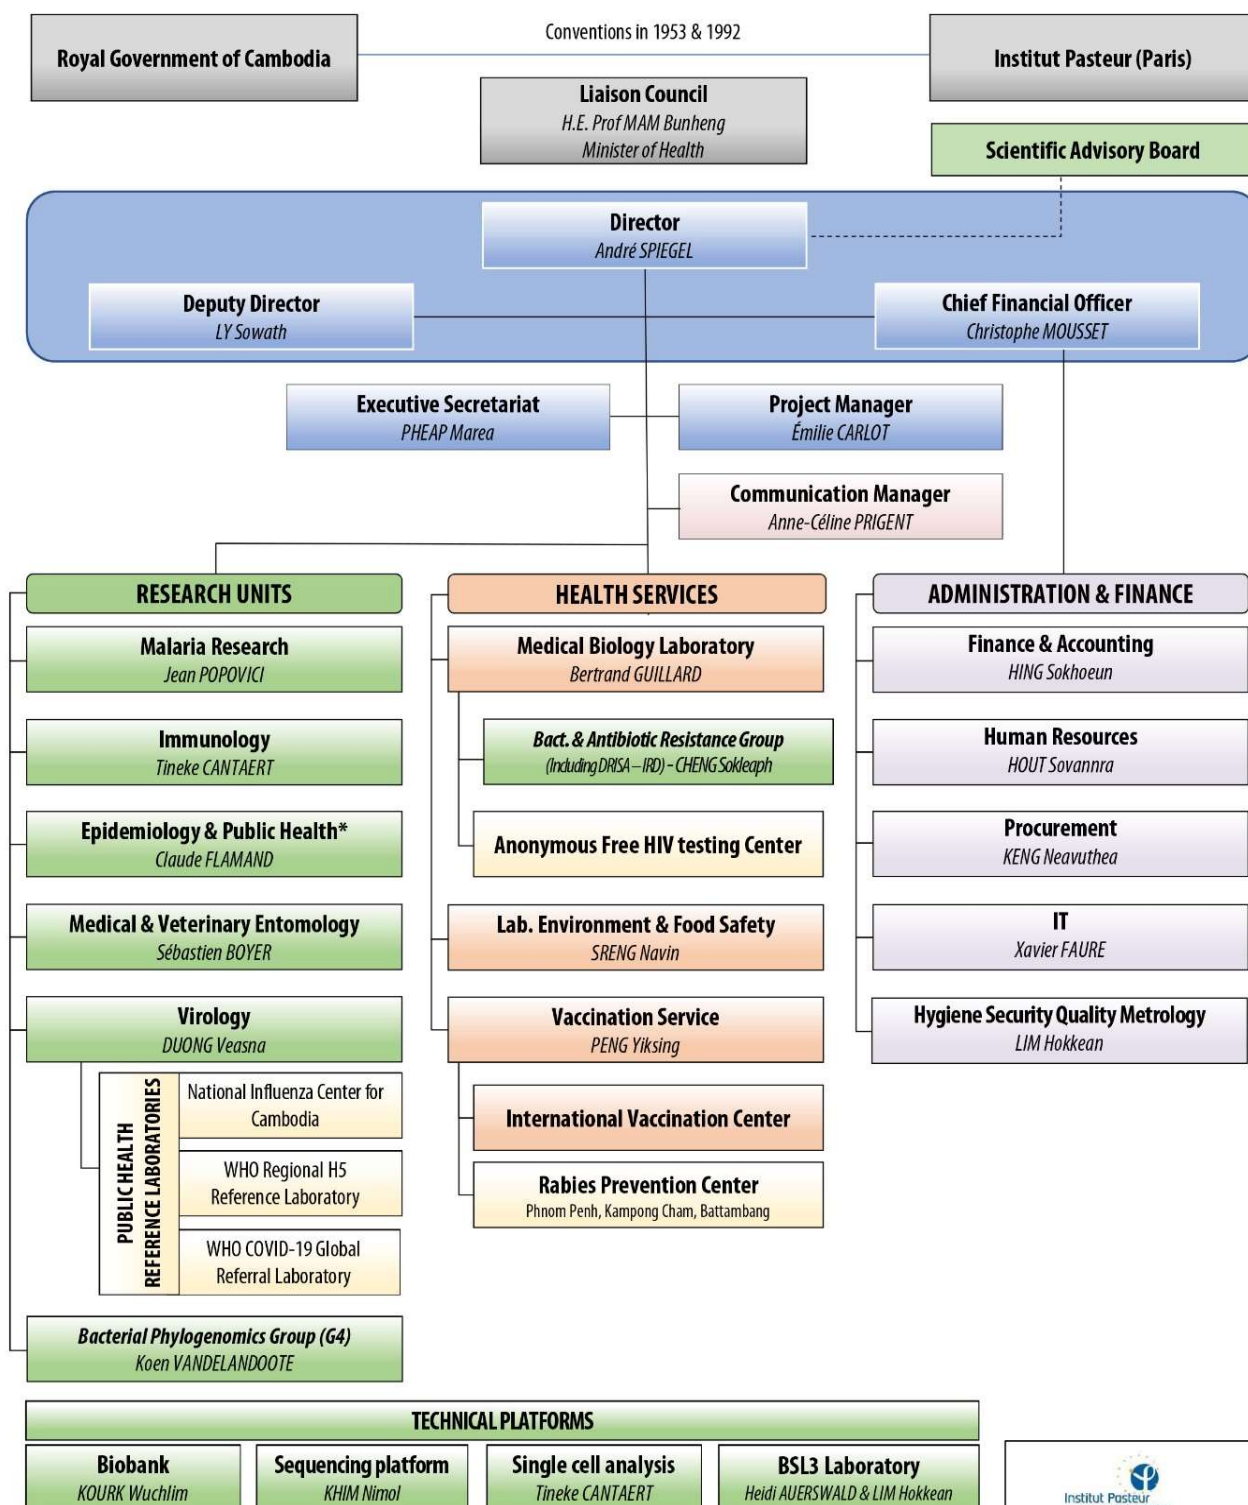 Conventions in 1953 & 1992
Royal Government of Cambodia
Institut Pasteur (Paris)
Liaison Council
H.E. Prof MAM Bunheng
Minister of Health
Scientific Advisory Board
Director
André SPIEGEL
Deputy Director
LY Sowath
Chief Financial Officer
Christophe MOUSSET
Executive Secretariat
PHEAP Marea
Project Manager
Émilie CARLOT
Communication Manager
Anne-Céline PRIGENT
RESEARCH UNITS
Malaria Research
Jean POPOVICI
Immunology
Tineke CANTAERT
Epidemiology & Public Health*
Claude FLAMAND
Medical & Veterinary Entomology
Sébastien BOYER
Virology
DUONG Veasna
PUBLIC HEALTH
REFERENCE LABORATORIES
National Influenza Center for
Cambodia
WHO Regional H5
Reference Laboratory
WHO COVID-19 Global
Referral Laboratory
Bacterial Phylogenomics Group (G4)
Koen VANDELANDOOTE
HEALTH SERVICES
Medical Biology Laboratory
Bertrand GUILLARD
Bact. & Antibiotic Resistance Group
(Including DRISA – IRD) – CHENG Sokleaph
Anonymous Free HIV testing Center
Lab. Environment & Food Safety
SRENG Navin
Vaccination Service
PENG Yiksing
International Vaccination Center
Rabies Prevention Center
Phnom Penh, Kampong Cham, Battambang
ADMINISTRATION & FINANCE
Finance & Accounting
HING Sokhoeun
Human Resources
HOUT Sovannra
Procurement
KENG Neavuthea
IT
Xavier FAURE
Hygiene Security Quality Metrology
LIM Hokkean
TECHNICAL PLATFORMS
Biobank
KOURK Wuchlim
Sequencing platform
KHIM Nimol
Single cell analysis
Tineke CANTAERT
BSL3 Laboratory
Heidi AUERSWALD & LIM Hokkean
Institut Pasteur